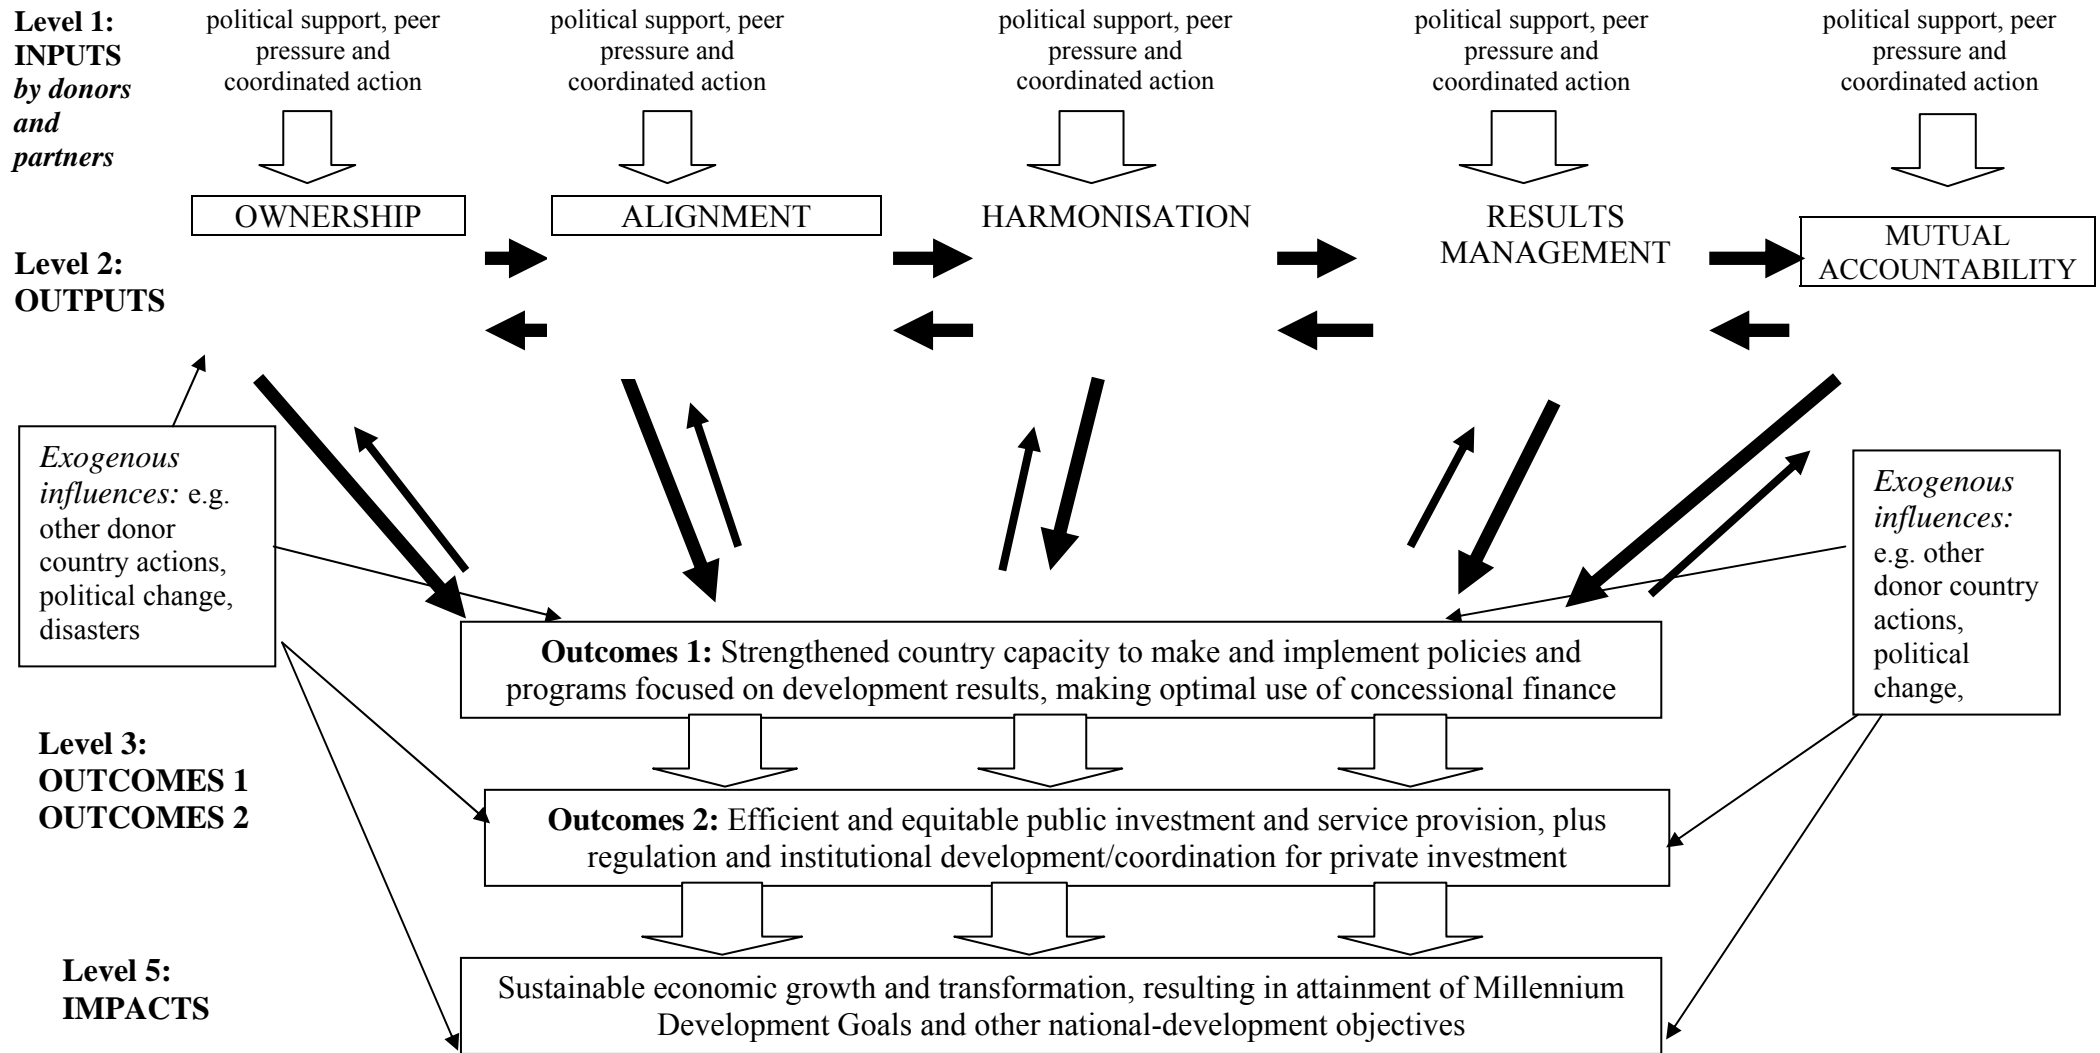 Level 1:
INPUTS
by donors
and
partners
political support, peer
pressure and
coordinated action
political support, peer
pressure and
coordinated action
political support, peer
pressure and
coordinated action
political support, peer
pressure and
coordinated action
political support, peer
pressure and
coordinated action
OWNERSHIP
ALIGNMENT
HARMONISATION
RESULTS
MANAGEMENT
MUTUAL
ACCOUNTABILITY
Level 2:
OUTPUTS
Exogenous
influences: e.g.
other donor
country actions,
political change,
disasters
Exogenous
influences:
e.g. other
donor country
actions,
political
change,
Outcomes 1: Strengthened country capacity to make and implement policies and
programs focused on development results, making optimal use of concessional finance
Level 3:
OUTCOMES 1
OUTCOMES 2
Outcomes 2: Efficient and equitable public investment and service provision, plus
regulation and institutional development/coordination for private investment
Level 5:
IMPACTS
Sustainable economic growth and transformation, resulting in attainment of Millennium
Development Goals and other national-development objectives